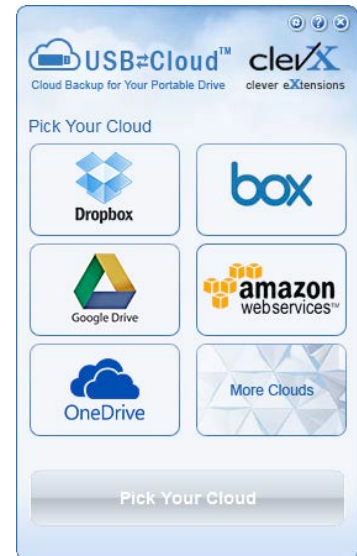 USB⇄Cloud™
Cloud Backup for Your Portable Drive
clevX
clever eXtensions
Pick Your Cloud
Dropbox
box
Google Drive
amazon
webservices™
OneDrive
More Clouds
Pick Your Cloud